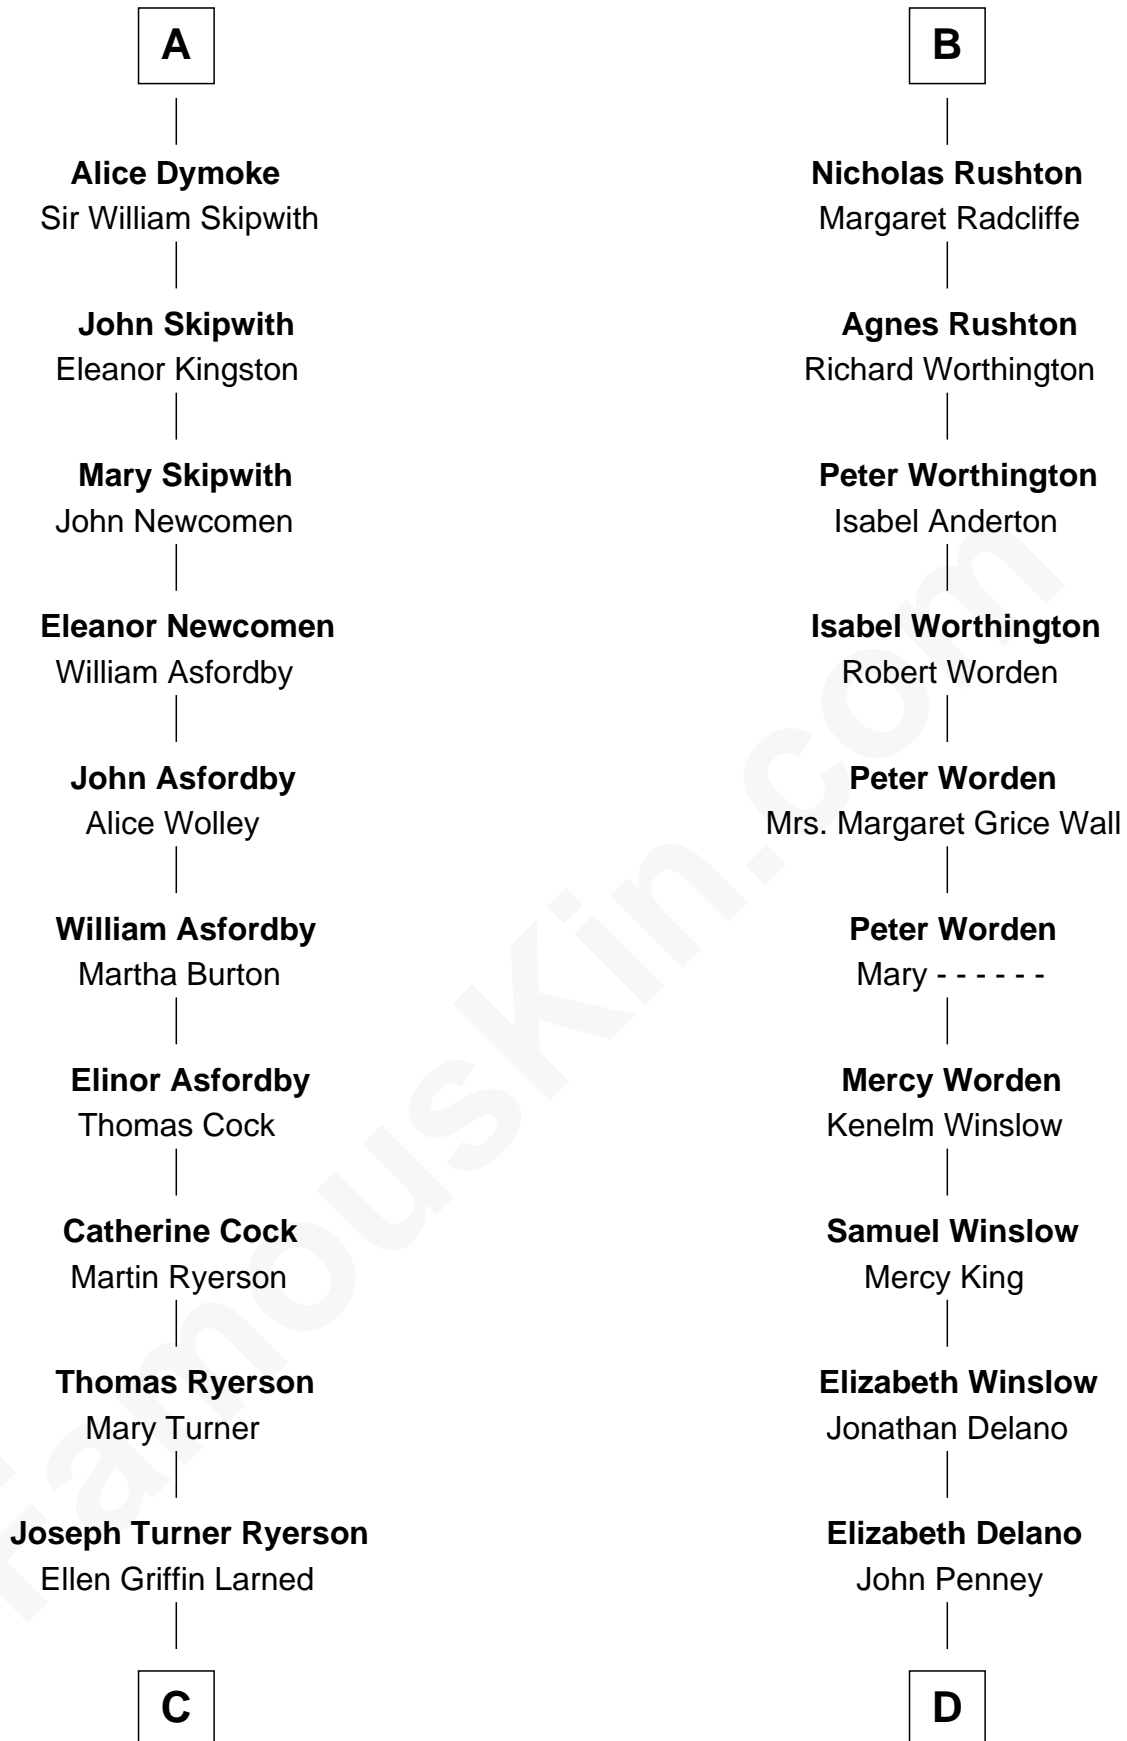 A
Alice Dymoke
Sir William Skipwith
John Skipwith
Eleanor Kingston
Mary Skipwith
John Newcomen
Eleanor Newcomen
William Asfordby
John Asfordby
Alice Wolley
William Asfordby
Martha Burton
Elinor Asfordby
Thomas Cock
Catherine Cock
Martin Ryerson
Thomas Ryerson
Mary Turner
Joseph Turner Ryerson
Ellen Griffin Larned
C
B
Nicholas Rushton
Margaret Radcliffe
Agnes Rushton
Richard Worthington
Peter Worthington
Isabel Anderton
Isabel Worthington
Robert Worden
Peter Worden
Mrs. Margaret Grice Wall
Peter Worden
Mary - - - - - -
Mercy Worden
Kenelm Winslow
Samuel Winslow
Mercy King
Elizabeth Winslow
Jonathan Delano
Elizabeth Delano
John Penney
D
FamousKin.com